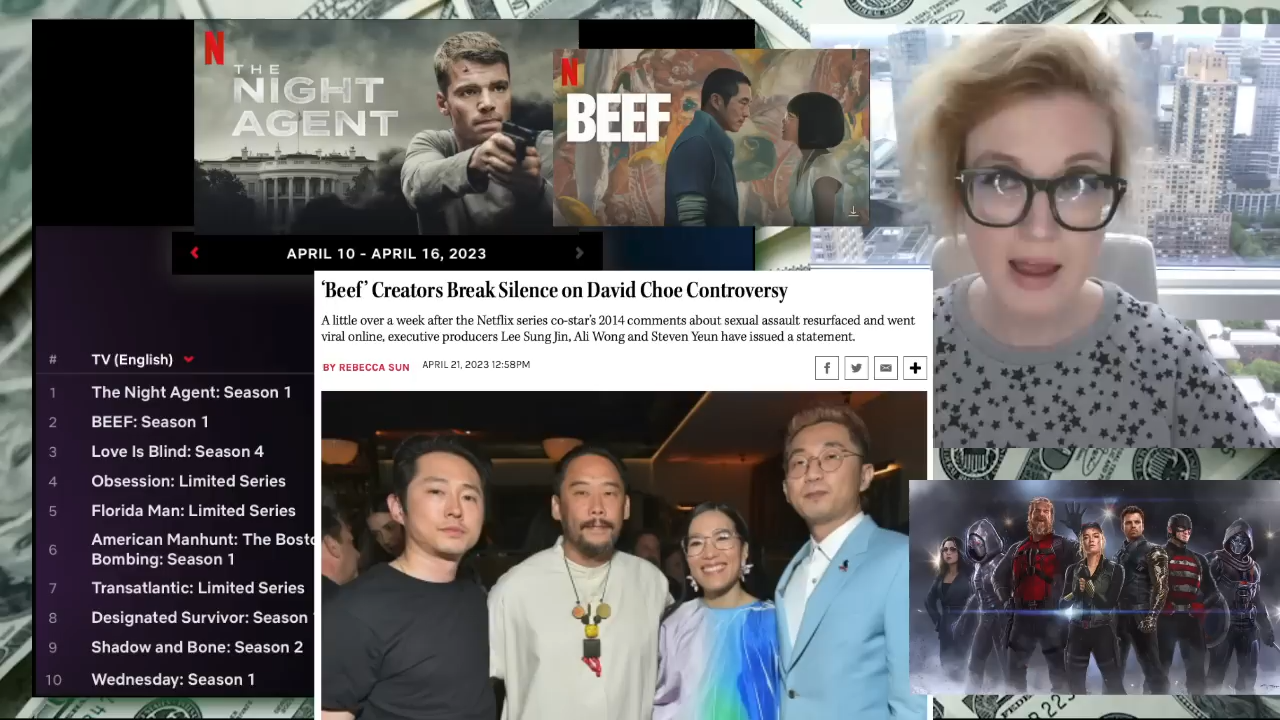 N
THE
NIGHT
AGENT
N
BEEF
APRIL 10 - APRIL 16, 2023
# TV (English)
1 The Night Agent: Season 1
2 BEEF: Season 1
3 Love Is Blind: Season 4
4 Obsession: Limited Series
5 Florida Man: Limited Series
6 American Manhunt: The Bosto
Bombing: Season 1
7 Transatlantic: Limited Series
8 Designated Survivor: Season
9 Shadow and Bone: Season 2
10 Wednesday: Season 1
‘Beef’ Creators Break Silence on David Choe Controversy
A little over a week after the Netflix series co-star's 2014 comments about sexual assault resurfaced and went
viral online, executive producers Lee Sung Jin, Ali Wong and Steven Yeun have issued a statement.
BY REBECCA SUN APRIL 21, 2023 12:58PM
100